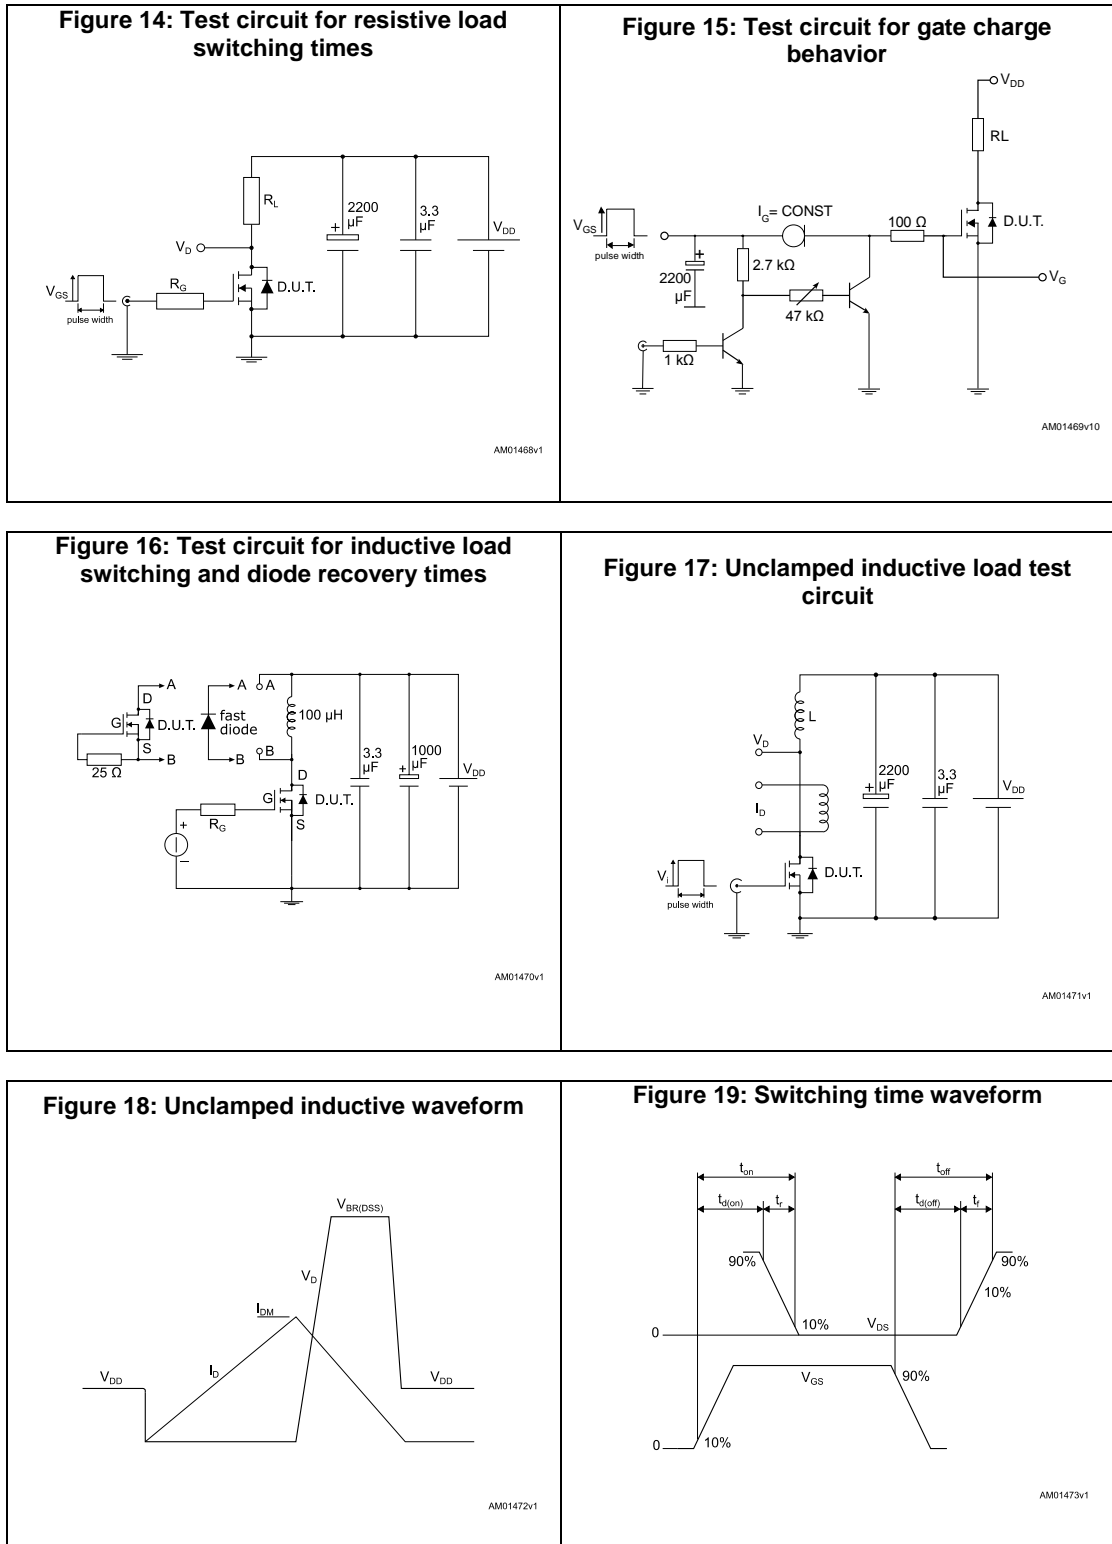 Figure 14: Test circuit for resistive load
switching times
R_L
2200
µF
+
3.3
µF
V_DD
V_D
D.U.T.
V_GS
R_G
pulse width
AM01468v1
Figure 15: Test circuit for gate charge
behavior
V_DD
RL
I_G= CONST
100 Ω
D.U.T.
V_GS
pulse width
+
2200
µF
2.7 kΩ
V_G
47 kΩ
1 kΩ
AM01469v10
Figure 16: Test circuit for inductive load
switching and diode recovery times
A
A
A
D
G
D.U.T.
fast
diode
100 µH
S
B
B
B
25 Ω
3.3
µF
1000
+ µF
V_DD
D
G
D.U.T.
S
R_G
+
–
AM01470v1
Figure 17: Unclamped inductive load test
circuit
L
V_D
2200
+ µF
3.3
µF
V_DD
I_D
V_i
D.U.T.
pulse width
AM01471v1
Figure 18: Unclamped inductive waveform
V_BR(DSS)
V_D
I_DM
I_D
V_DD
V_DD
AM01472v1
Figure 19: Switching time waveform
t_on
t_off
t_d(on)
t_r
t_d(off)
t_f
90%
90%
10%
10%
0
V_DS
V_GS
90%
0
10%
AM01473v1